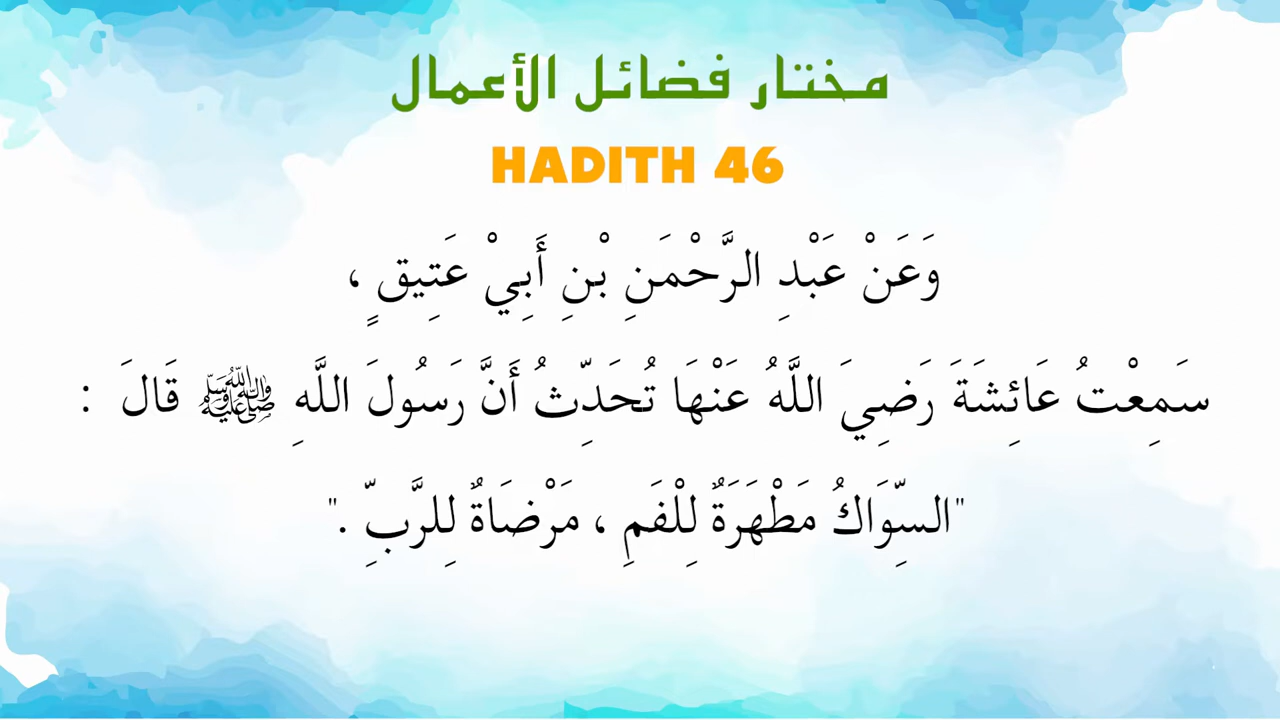 مختار فضائل الأعمال
HADITH 46
وَعَنْ عَبْدِ الرَّحْمَنِ بْنِ أَبِيْ عَتِيقٍ ،
سَمِعْتُ عَائِشَةَ رَضِيَ اللَّهُ عَنْهَا تُحَدِّثُ أَنَّ رَسُولَ اللَّهِ ﷺ قَالَ :
"السِّوَاكُ مَطْهَرَةٌ لِلْفَمِ ، مَرْضَاةٌ لِلرَّبِّ ."